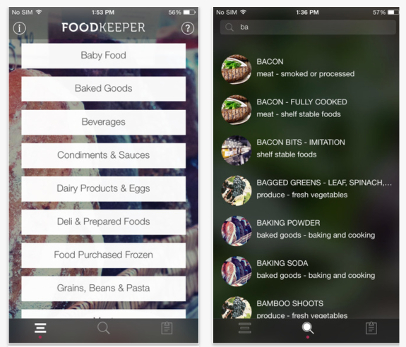 No SIM 1:53 PM 56%
FOODKEEPER
Baby Food
Baked Goods
Beverages
Condiments & Sauces
Dairy Products & Eggs
Deli & Prepared Foods
Food Purchased Frozen
Grains, Beans & Pasta
No SIM 1:36 PM 57%
ba
BACON
meat - smoked or processed
BACON - FULLY COOKED
meat - shelf stable foods
BACON BITS - IMITATION
shelf stable foods
BAGGED GREENS - LEAF, SPINACH,...
produce - fresh vegetables
BAKING POWDER
baked goods - baking and cooking
BAKING SODA
baked goods - baking and cooking
BAMBOO SHOOTS
produce - fresh vegetables